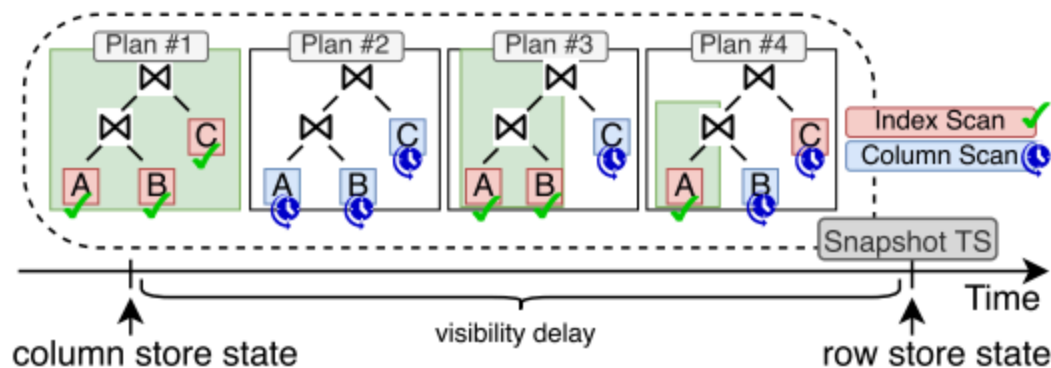 Plan #1
Plan #2
Plan #3
Plan #4
C
A
B
C
A
B
C
A
B
C
A
B
Index Scan
Column Scan
Snapshot TS
Time
visibility delay
column store state
row store state